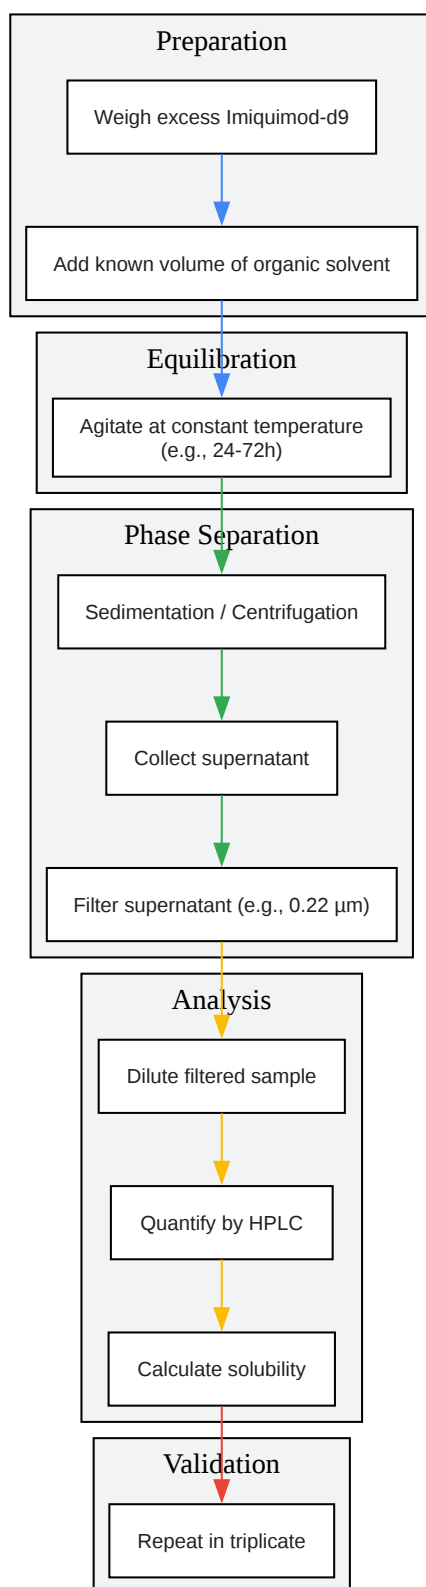 Preparation
Weigh excess Imiquimod-d9
Add known volume of organic solvent
Equilibration
Agitate at constant temperature
(e.g., 24-72h)
Phase Separation
Sedimentation / Centrifugation
Collect supernatant
Filter supernatant (e.g., 0.22 µm)
Analysis
Dilute filtered sample
Quantify by HPLC
Calculate solubility
Validation
Repeat in triplicate